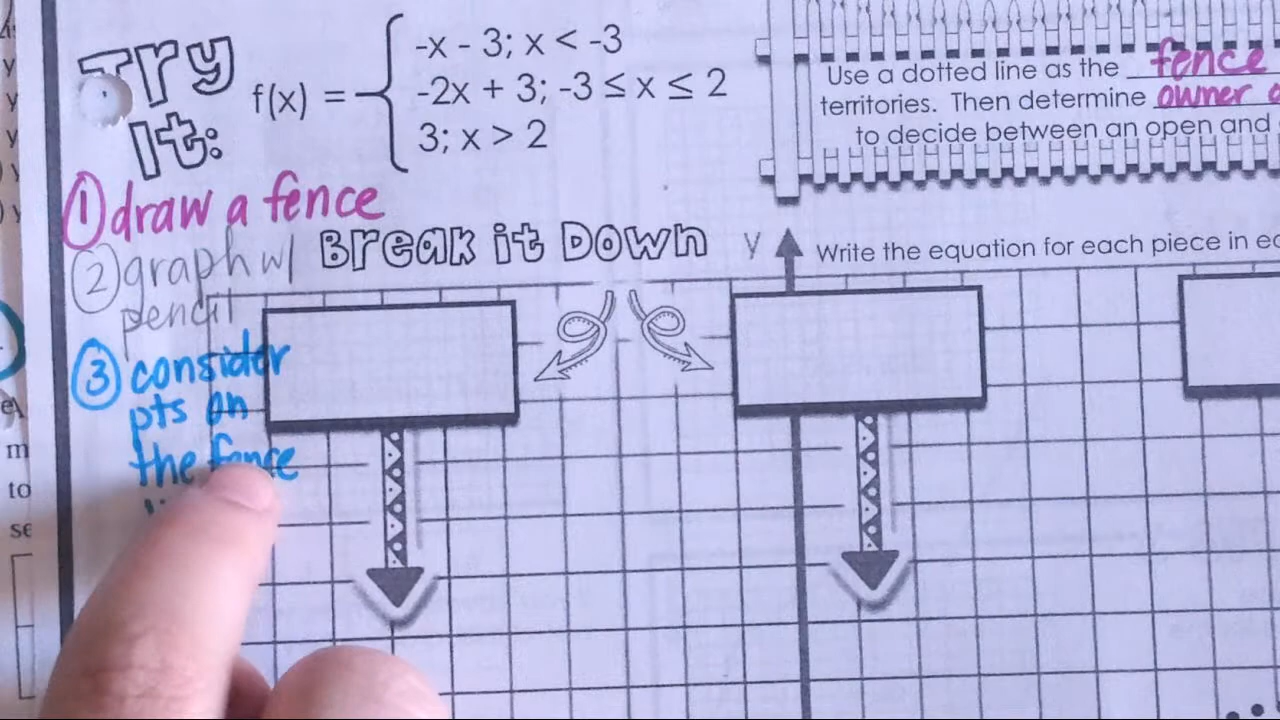 Try It:
f(x) = { -x - 3; x < -3
-2x + 3; -3 ≤ x ≤ 2
3; x > 2
Use a dotted line as the fence
territories. Then determine owner
to decide between an open and
① draw a fence
② graph w/
pencil
③ consider
pts on
the fence
Break it Down
y
Write the equation for each piece in
m
to
se